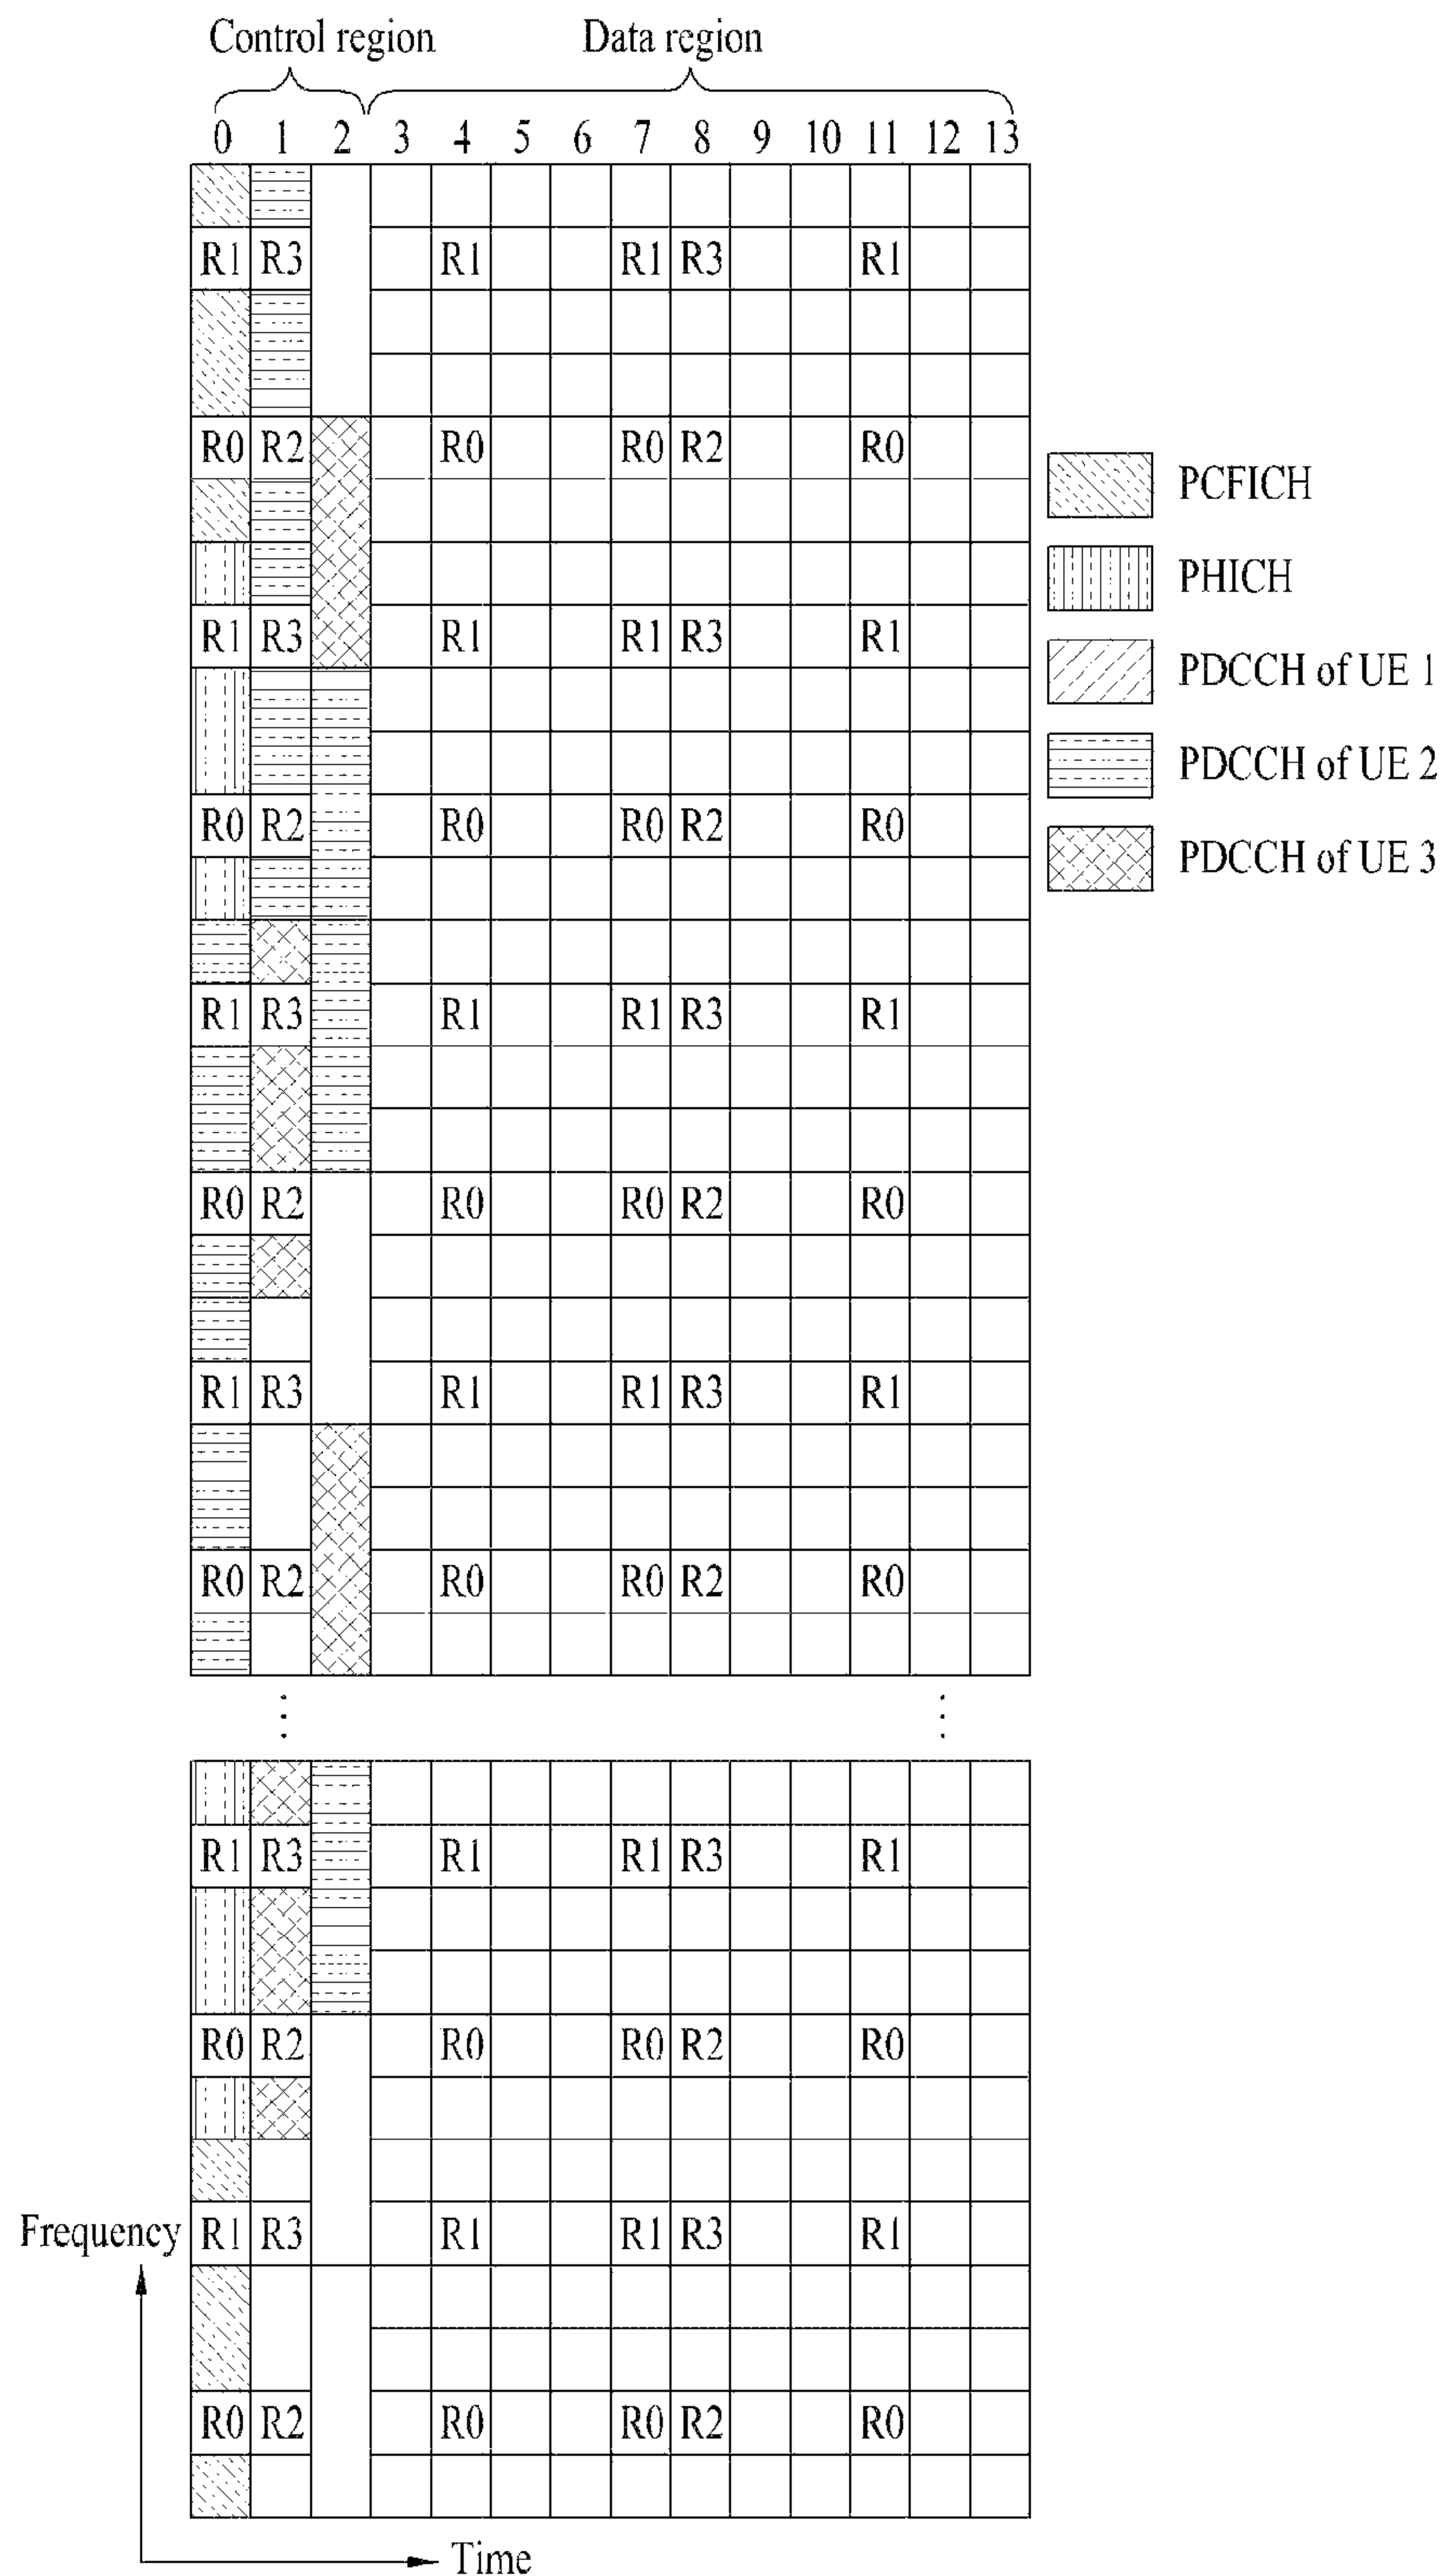 Control region Data region
0 1 2 3 4 5 6 7 8 9 10 11 12 13
R1 R3 R1 R1 R3 R1
R0 R2 R0 R0 R2 R0
PCFICH
PHICH
R1 R3 R1 R1 R3 R1
PDCCH of UE 1
PDCCH of UE 2
R0 R2 R0 R0 R2 R0
PDCCH of UE 3
R1 R3 R1 R1 R3 R1
R0 R2 R0 R0 R2 R0
R1 R3 R1 R1 R3 R1
R0 R2 R0 R0 R2 R0
R1 R3 R1 R1 R3 R1
R0 R2 R0 R0 R2 R0
Frequency R1 R3 R1 R1 R3 R1
R0 R2 R0 R0 R2 R0
Time